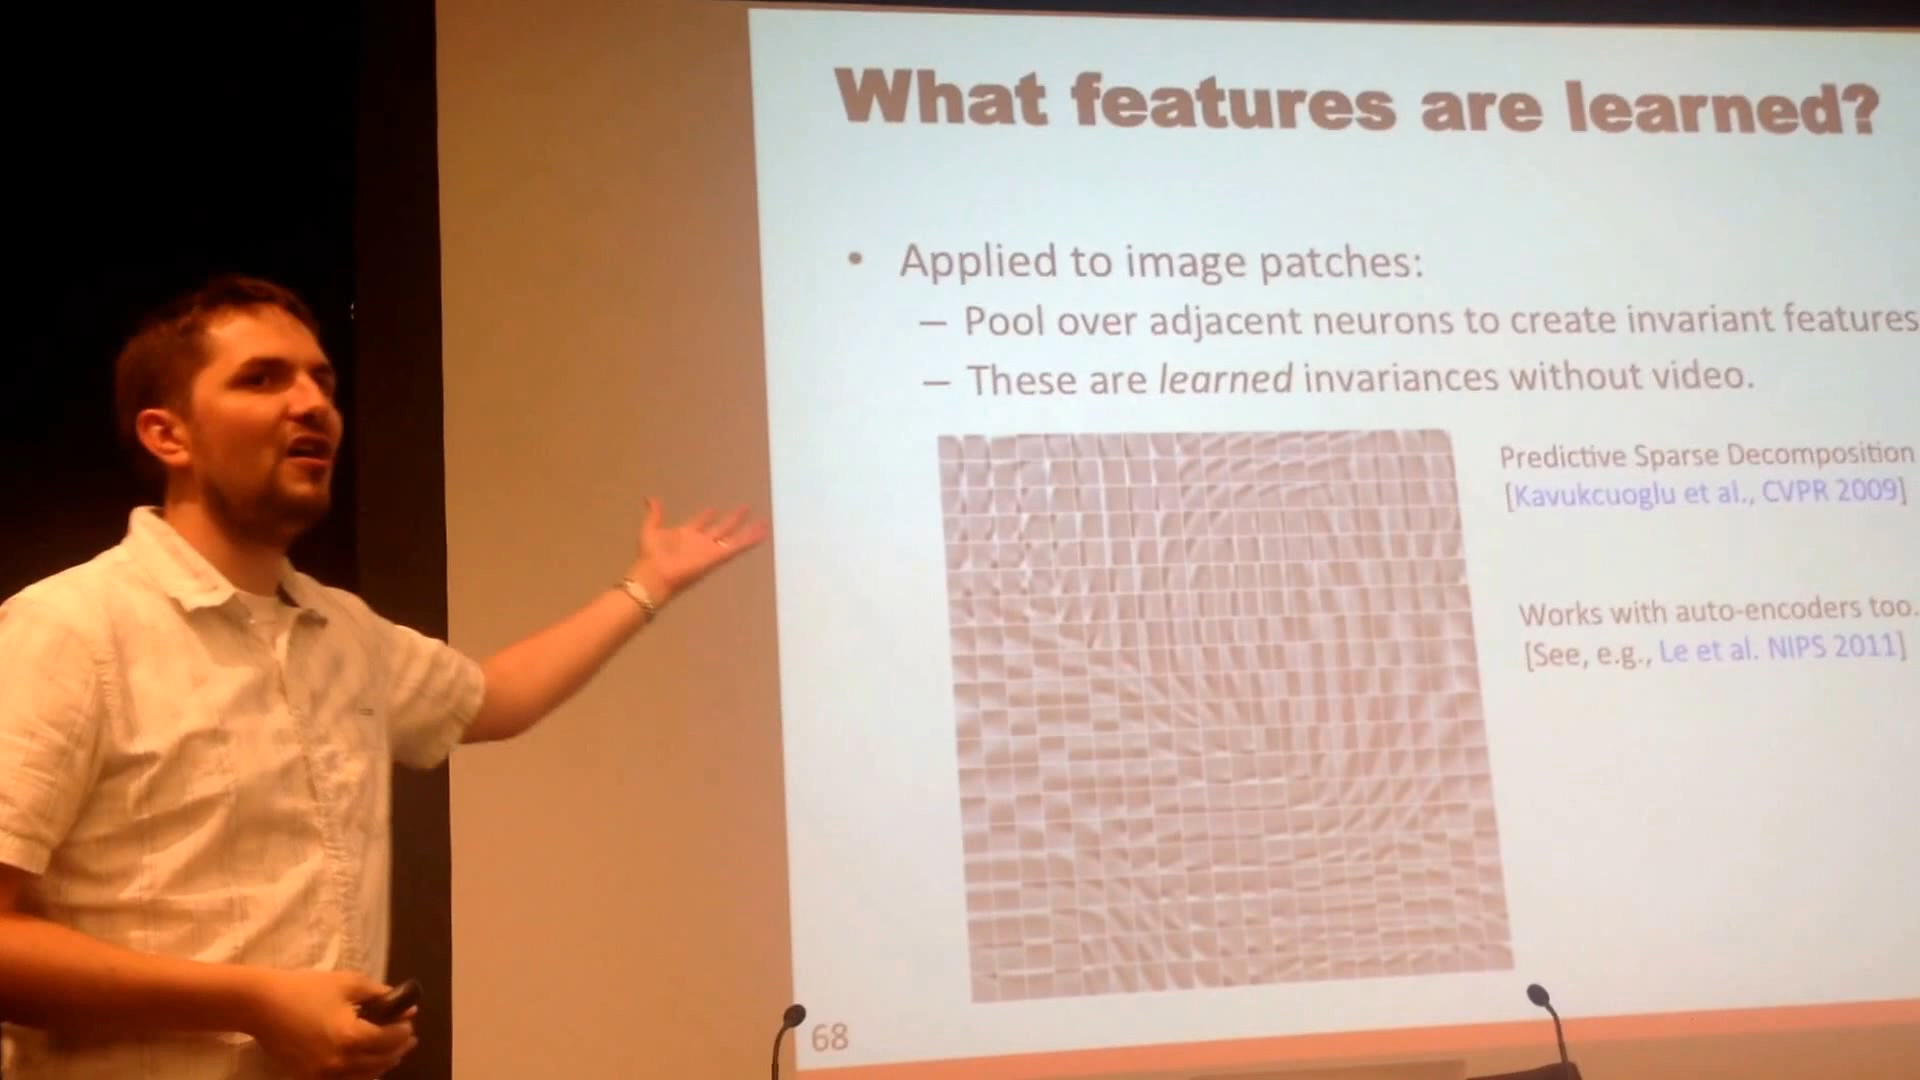 What features are learned?
• Applied to image patches:
– Pool over adjacent neurons to create invariant features
– These are learned invariances without video.
Predictive Sparse Decomposition
[Kavukcuoglu et al., CVPR 2009]
Works with auto-encoders too.
[See, e.g., Le et al. NIPS 2011]
68